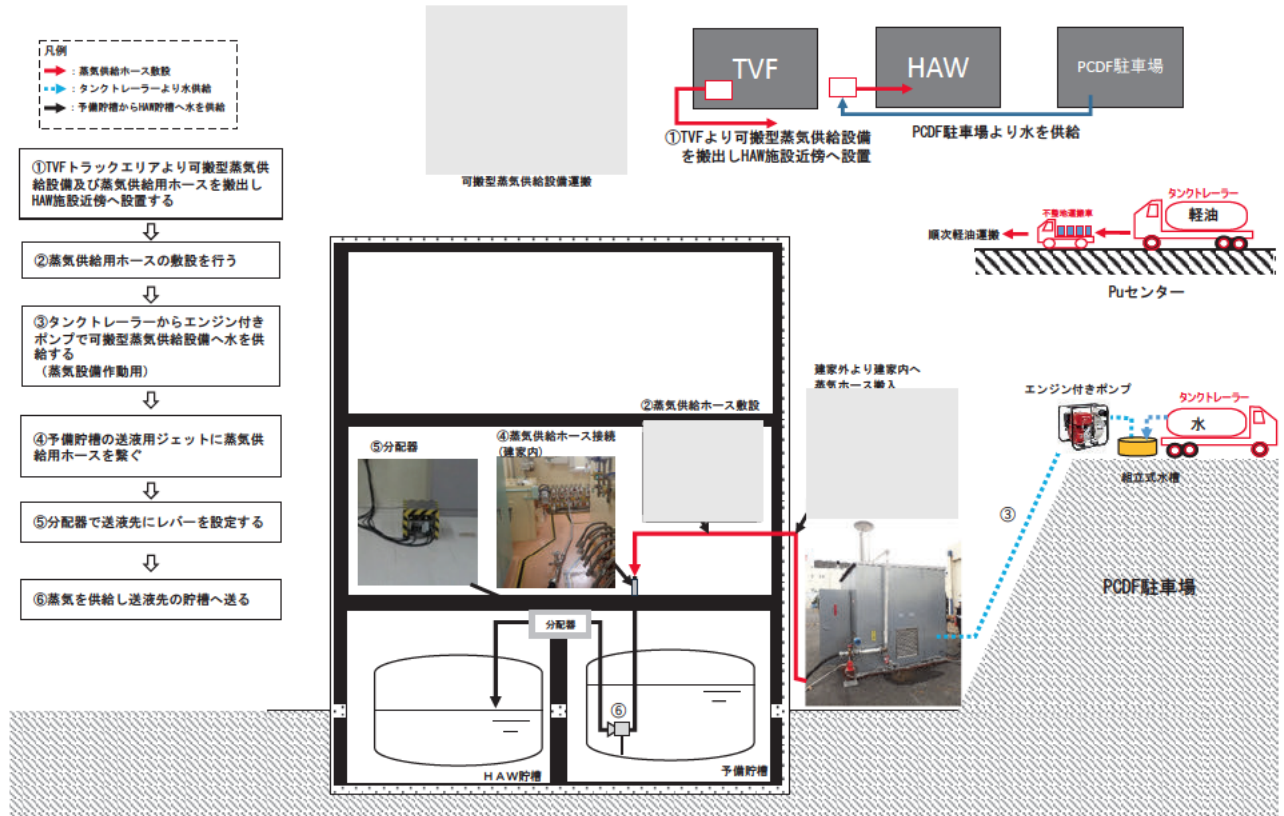 凡例
：蒸気供給ホース敷設
：タンクトレーラーより水供給
：予備貯槽からHAW貯槽へ水を供給
①TVFトラックエリアより可搬型蒸気供
給設備及び蒸気供給用ホースを搬出し
HAW施設近傍へ設置する
②蒸気供給用ホースの敷設を行う
③タンクトレーラーからエンジン付き
ポンプで可搬型蒸気供給設備へ水を供
給する
（蒸気設備作動用）
④予備貯槽の送液用ジェットに蒸気供
給用ホースを繋ぐ
⑤分配器で送液先にレバーを設定する
⑥蒸気を供給し送液先の貯槽へ送る
可搬型蒸気供給設備運搬
TVF
HAW
PCDF駐車場
①TVFより可搬型蒸気供給設備
を搬出しHAW施設近傍へ設置
PCDF駐車場より水を供給
タンクトレーラー
軽油
不整地運搬車
順次軽油運搬
Puセンター
建家外より建家内へ
蒸気ホース搬入
②蒸気供給ホース敷設
⑤分配器
④蒸気供給ホース接続
(建家内)
エンジン付きポンプ
タンクトレーラー
水
組立式水槽
③
PCDF駐車場
分配器
⑥
HAW貯槽
予備貯槽